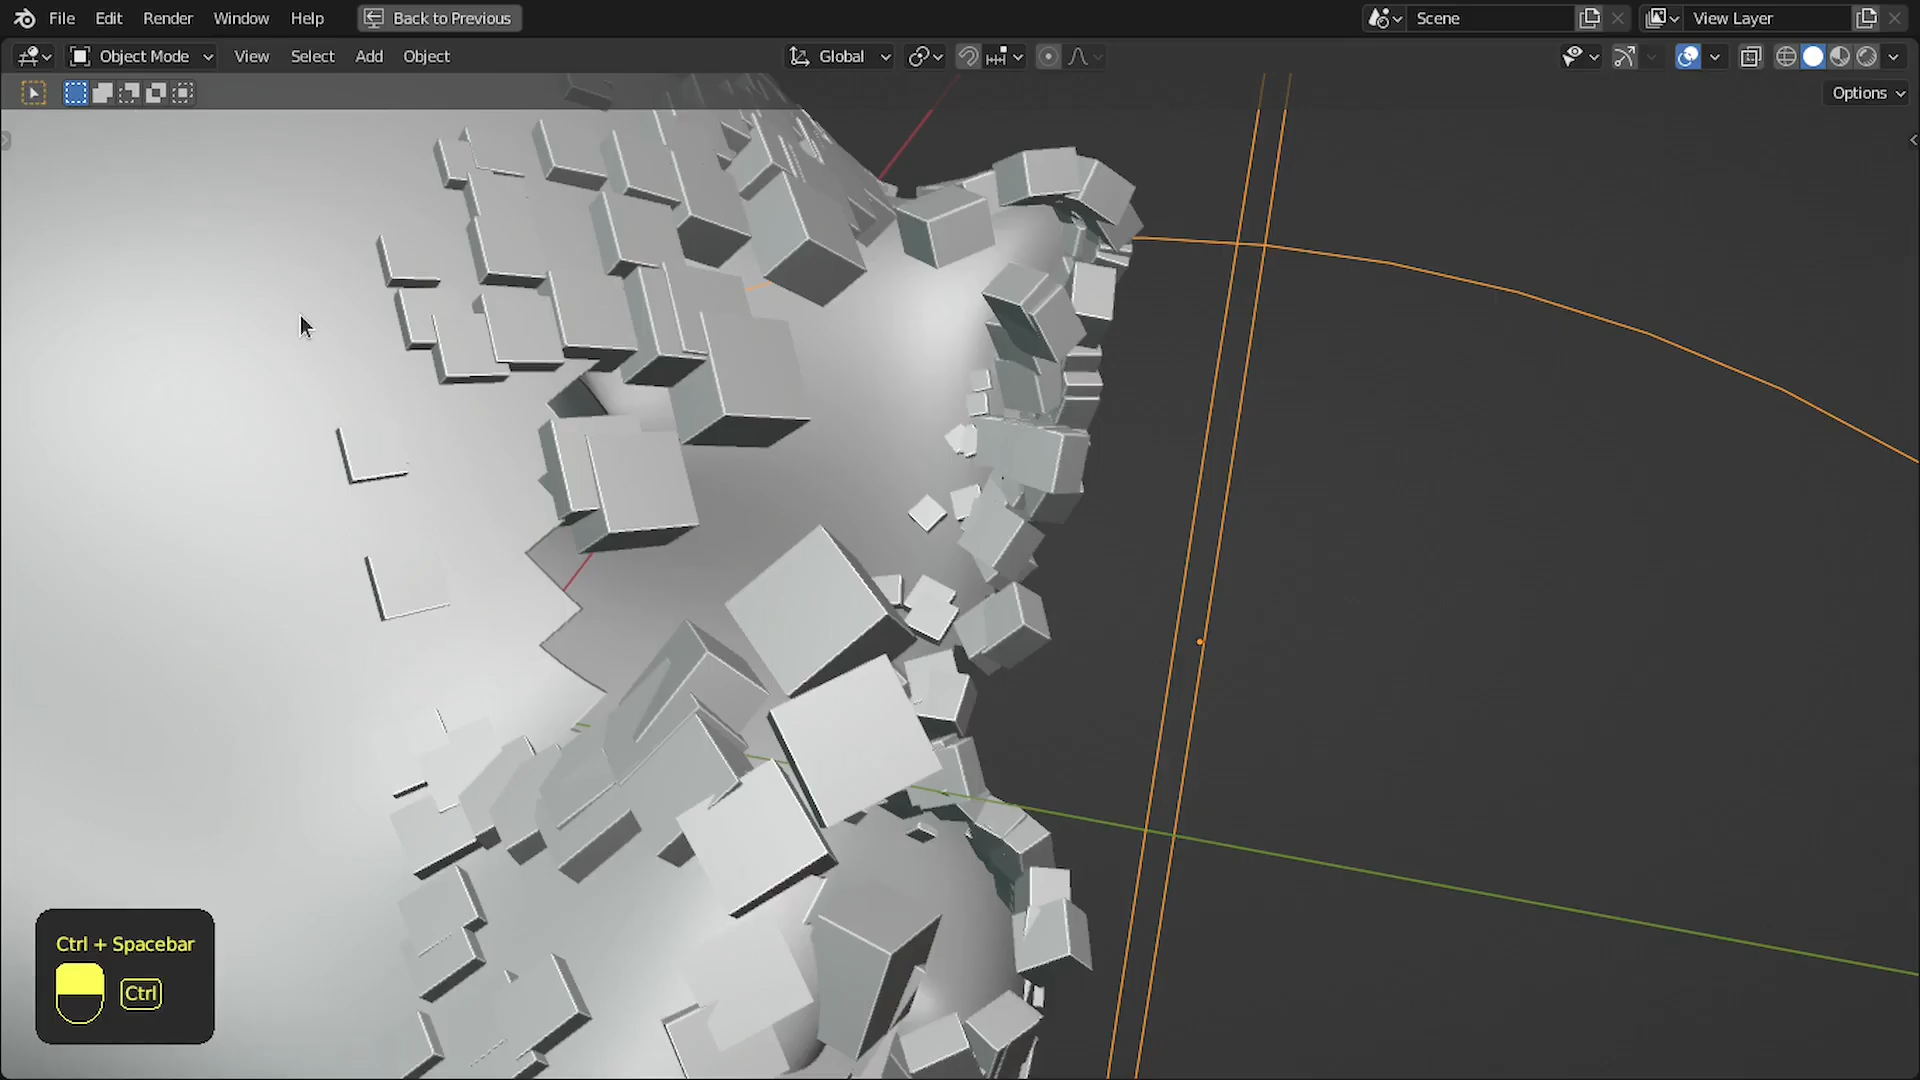 File Edit Render Window Help Back to Previous Scene View Layer
Object Mode View Select Add Object Global
Options
Ctrl + Spacebar
Ctrl